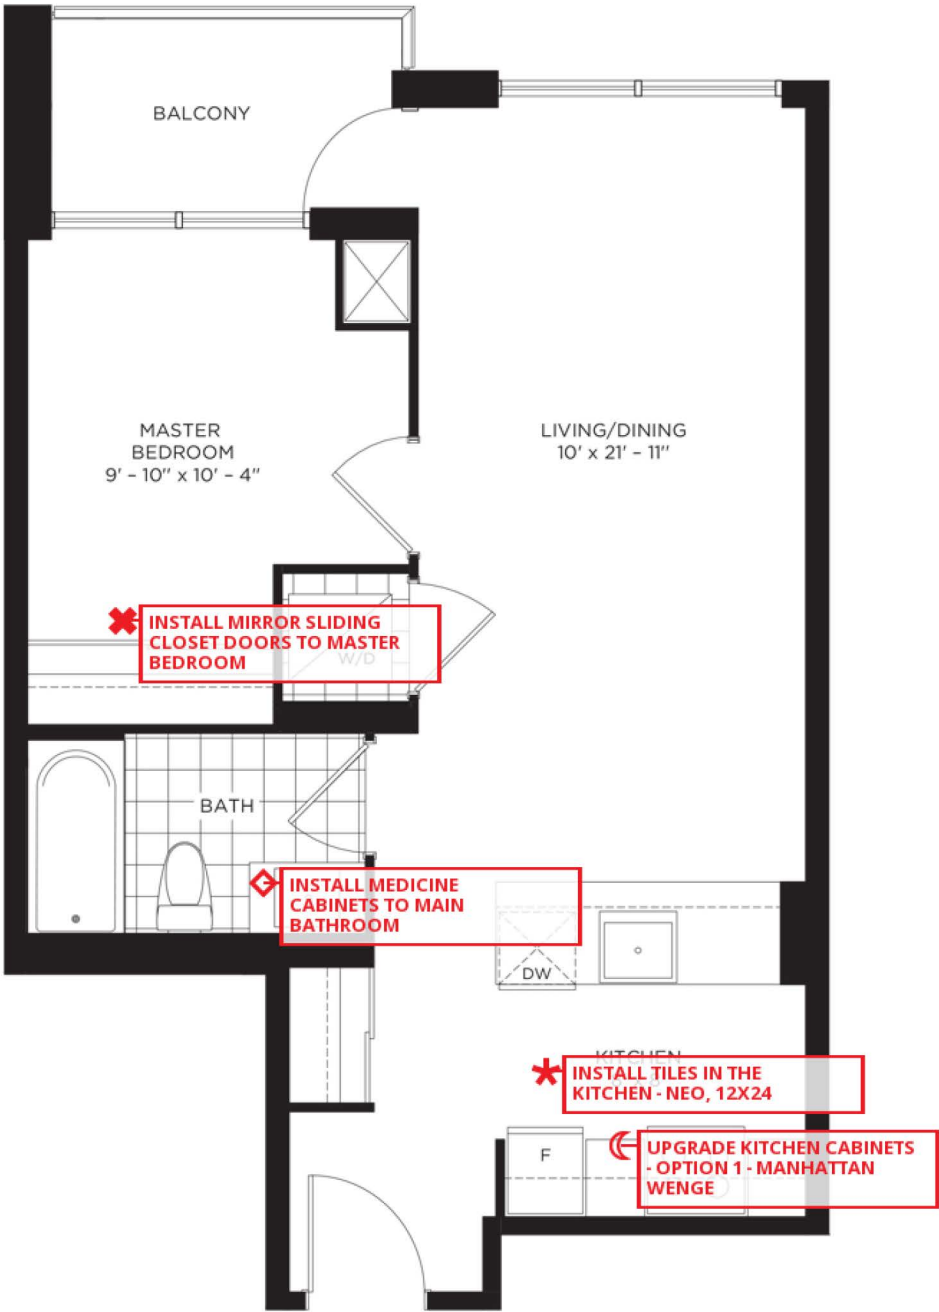 BALCONY
MASTER
BEDROOM
9' – 10" x 10' – 4"
LIVING/DINING
10' x 21' – 11"
INSTALL MIRROR SLIDING
CLOSET DOORS TO MASTER
BEDROOM
W/D
BATH
INSTALL MEDICINE
CABINETS TO MAIN
BATHROOM
DW
KITCHEN
INSTALL TILES IN THE
KITCHEN - NEO, 12X24
F
UPGRADE KITCHEN CABINETS
- OPTION 1 - MANHATTAN
WENGE